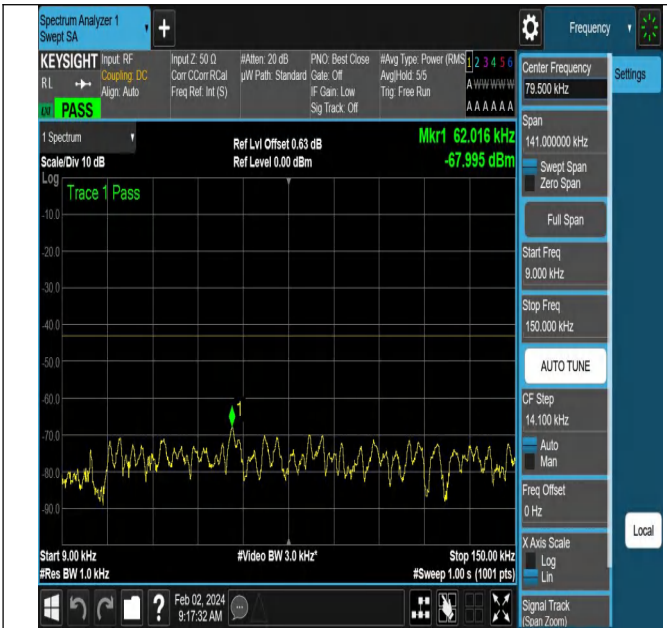 Spectrum Analyzer 1
Swept SA
Frequency
KEYSIGHT
RL
PASS
Input: RF
Coupling: DC
Align: Auto
Input Z: 50 Ω
Corr CCorr RCal
Freq Ref: Int (S)
#Atten: 20 dB
µW Path: Standard
PNO: Best Close
Gate: Off
IF Gain: Low
Sig Track: Off
#Avg Type: Power (RMS
Avg|Hold: 5/5
Trig: Free Run
1 2 3 4 5 6
A W W W W W
A A A A A A
1 Spectrum
Scale/Div 10 dB
Log
Ref Lvl Offset 0.63 dB
Ref Level 0.00 dBm
Mkr1 62.016 kHz
-67.995 dBm
Trace 1 Pass
-10.0
-20.0
-30.0
-40.0
-50.0
-60.0
-70.0
-80.0
-90.0
1
Start 9.00 kHz
#Res BW 1.0 kHz
#Video BW 3.0 kHz*
Stop 150.00 kHz
#Sweep 1.00 s (1001 pts)
Feb 02, 2024
9:17:32 AM
Center Frequency
79.500 kHz
Span
141.000000 kHz
Swept Span
Zero Span
Full Span
Start Freq
9.000 kHz
Stop Freq
150.000 kHz
AUTO TUNE
CF Step
14.100 kHz
Auto
Man
Freq Offset
0 Hz
X Axis Scale
Log
Lin
Signal Track
(Span Zoom)
Settings
Local